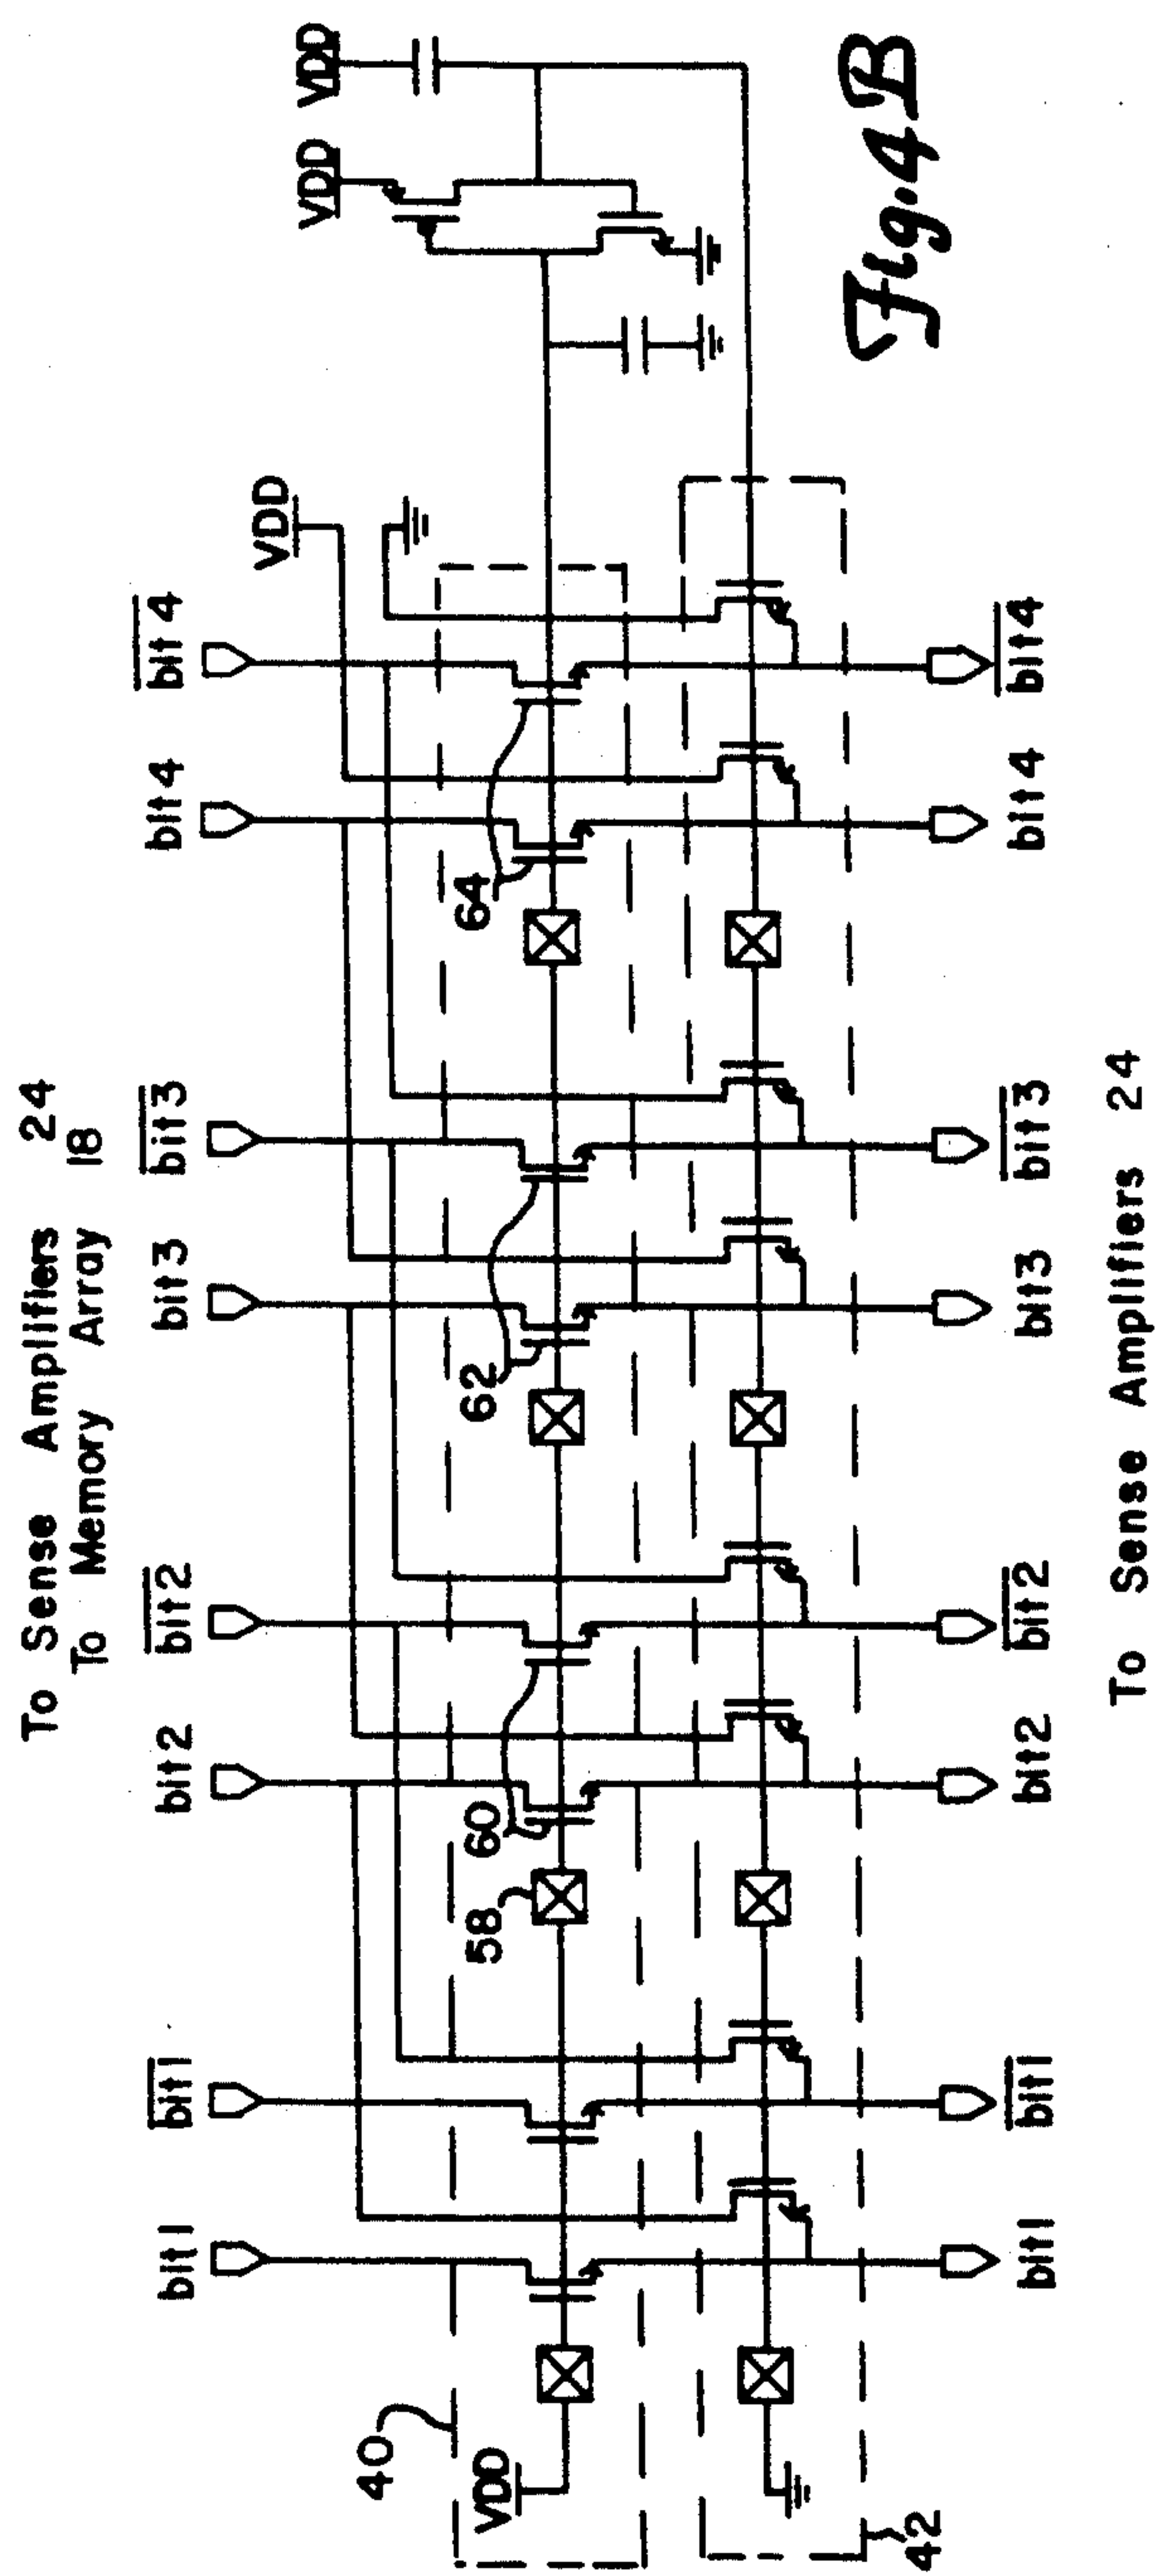 To Sense Amplifiers 24
To Memory Array 18
bit1 bit1 bit2 bit2 bit3 bit3 bit4 bit4
VDD VDD VDD
40
VDD
58
60
62
64
42
bit1 bit1 bit2 bit2 bit3 bit3 bit4 bit4
To Sense Amplifiers 24
Fig. 4B